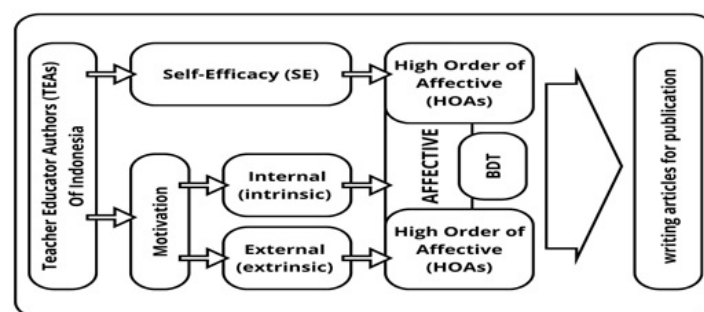 Teacher Educator Authors (TEAs)
Of Indonesia
Self-Efficacy (SE)
Motivation
Internal
(intrinsic)
External
(extrinsic)
High Order of
Affective
(HOAs)
AFFECTIVE
BDT
High Order of
Affective
(HOAs)
writing articles for publication